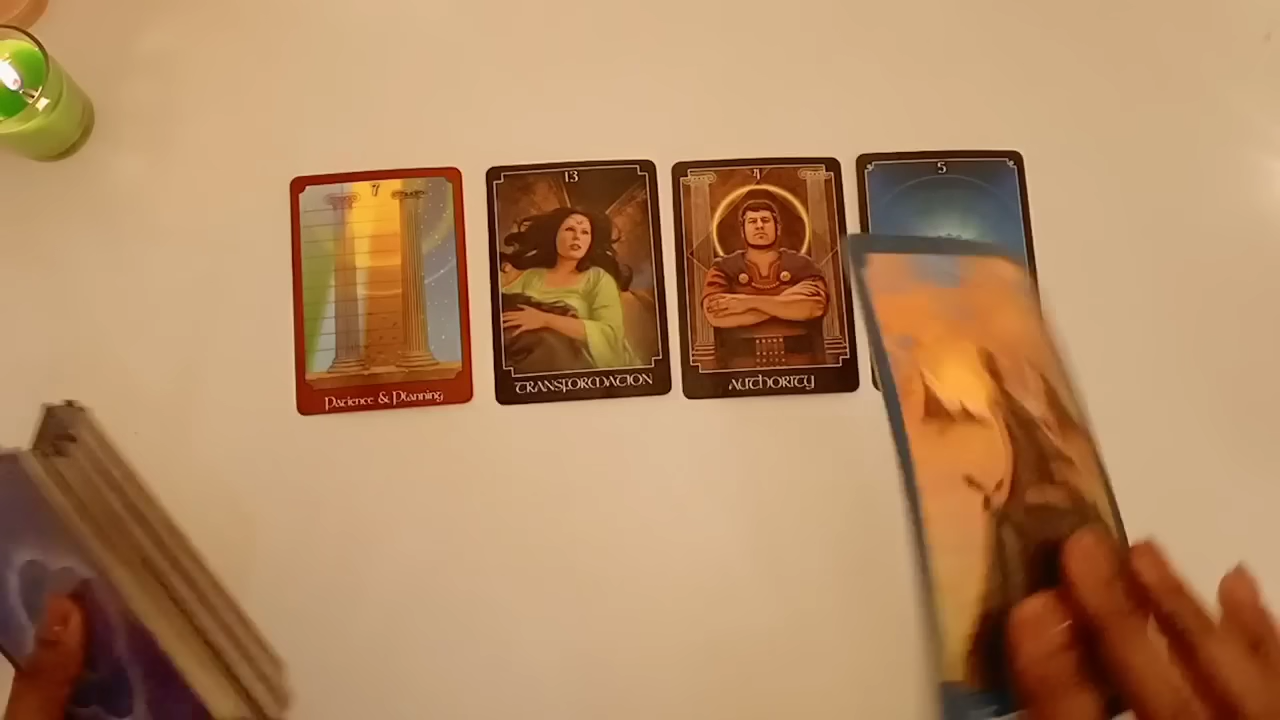 7
Patience & Planning
13
TRANSFORMATION
4
AUTHORITY
5